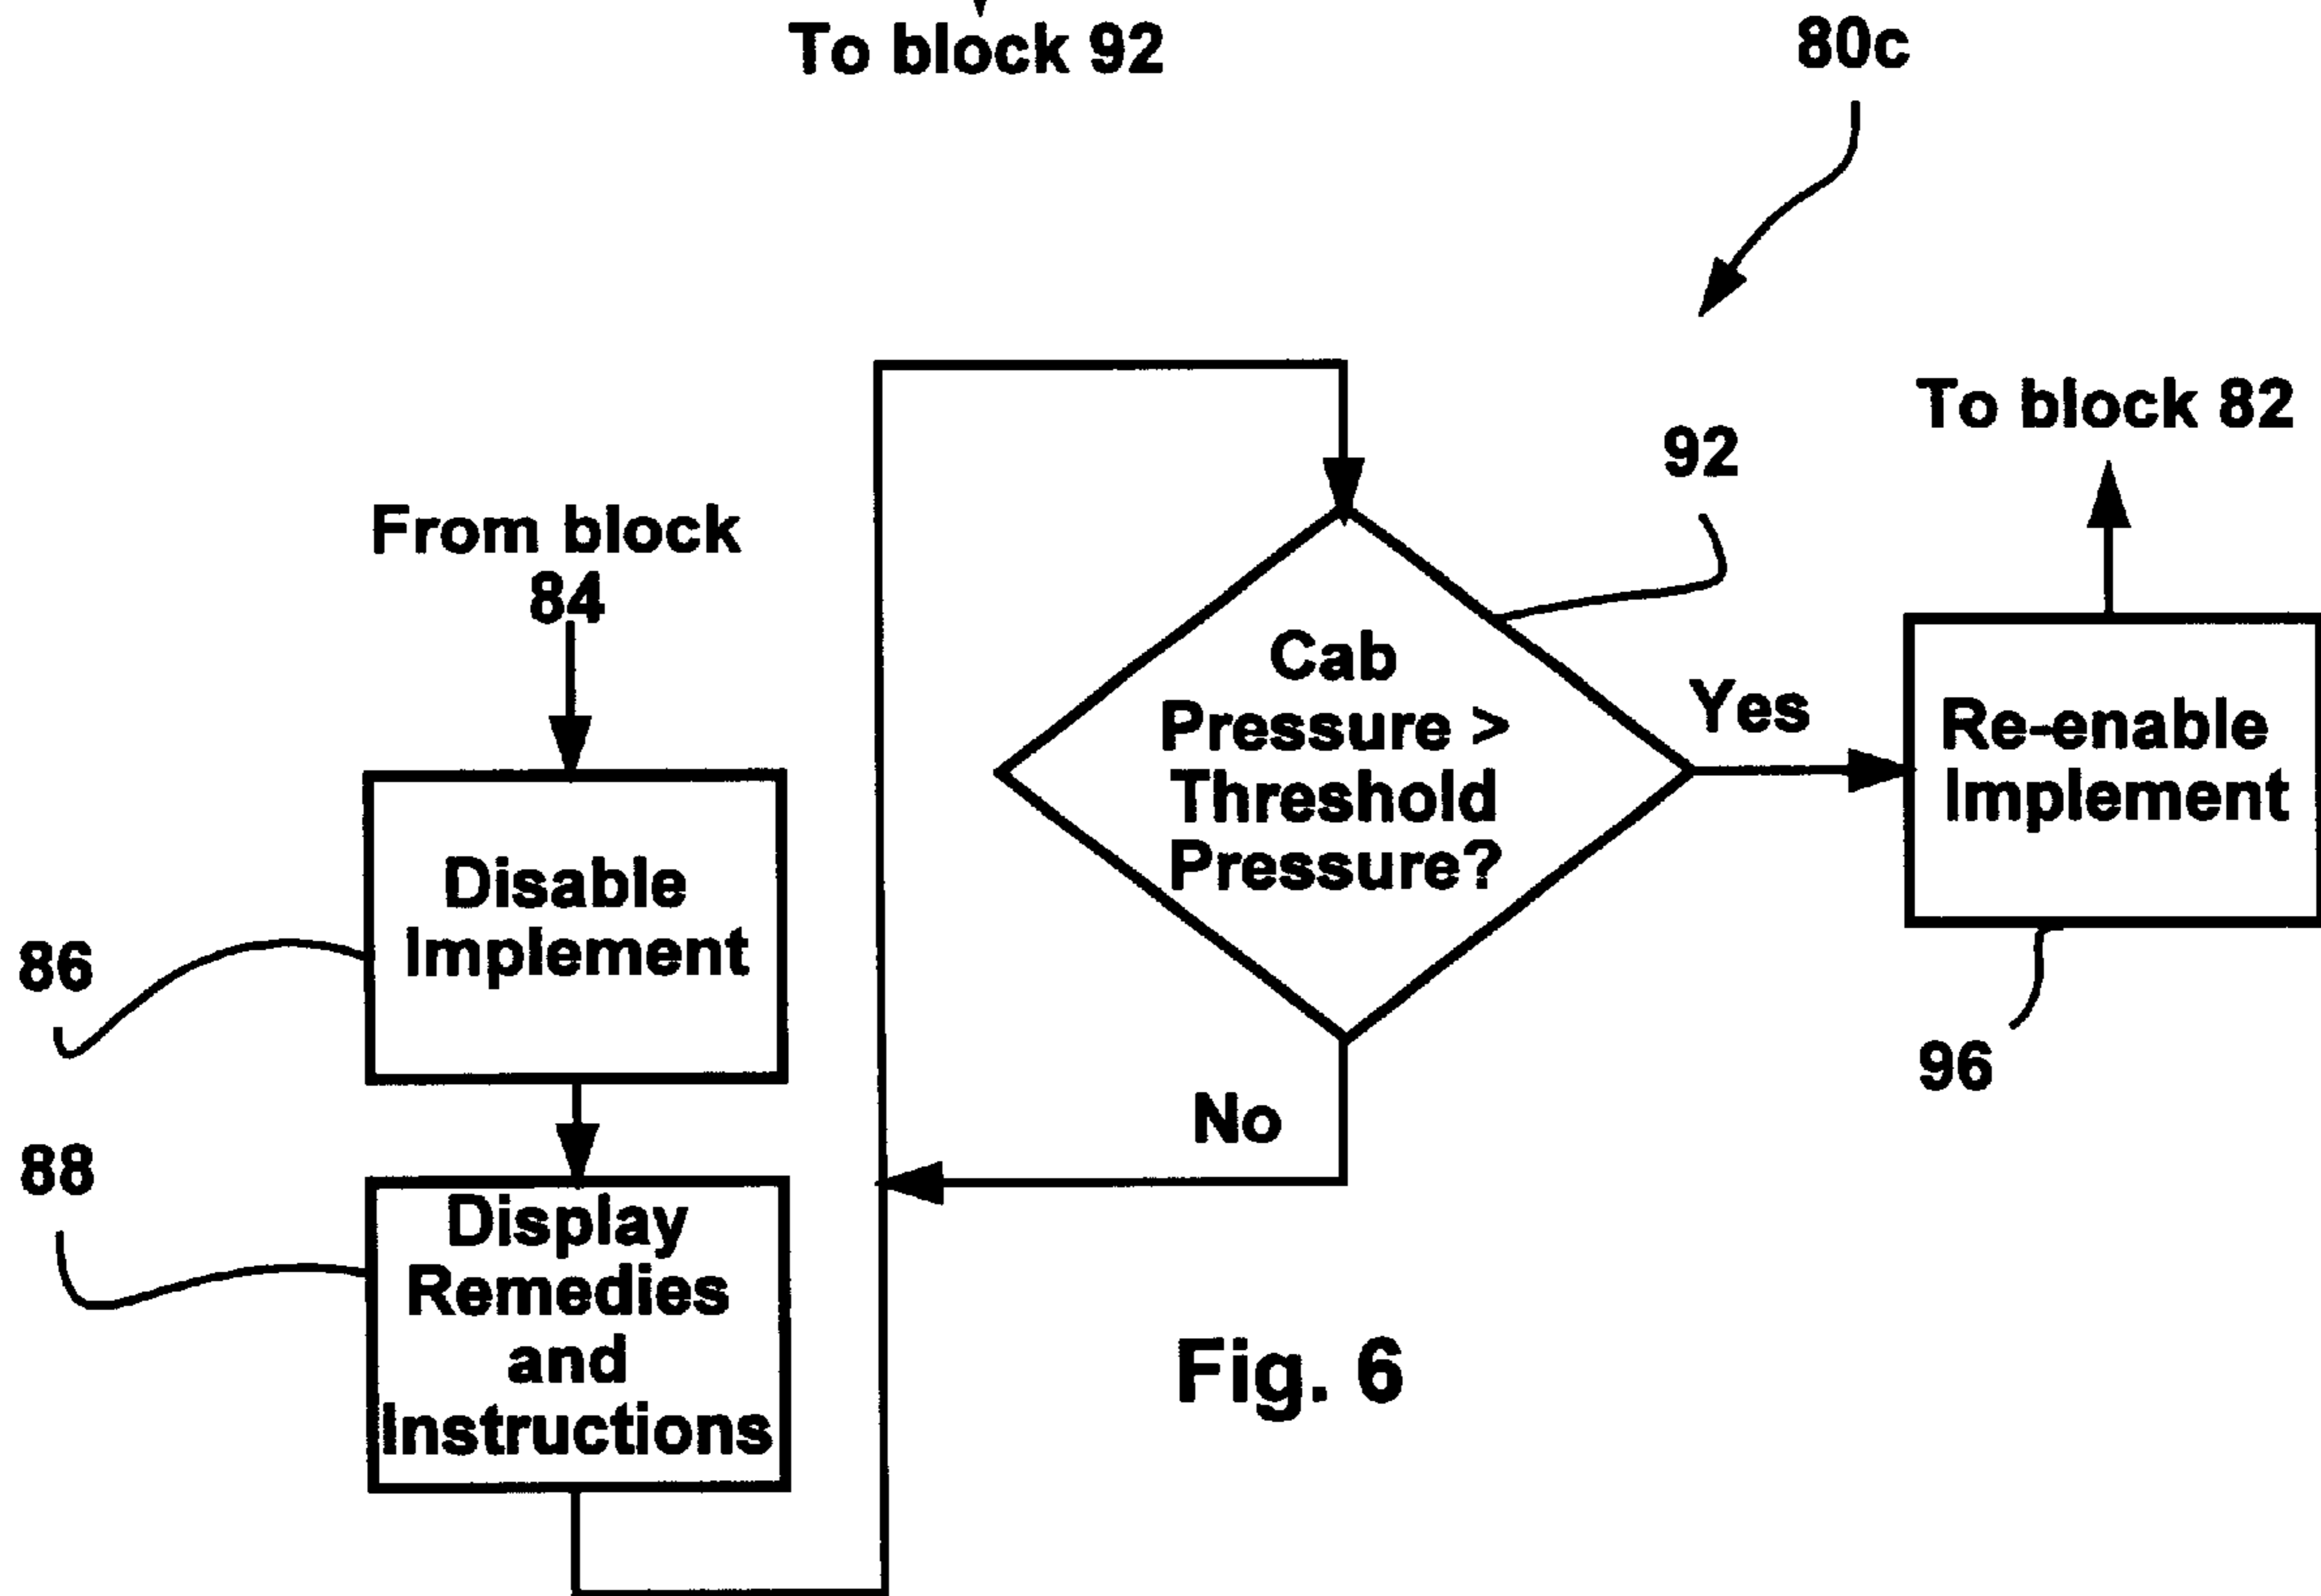 To block 92
80c
To block 82
92
From block
84
Cab
Pressure >
Threshold
Pressure?
Yes
Re-enable
Implement
Disable
Implement
86
96
No
88
Display
Remedies
and
Instructions
Fig. 6